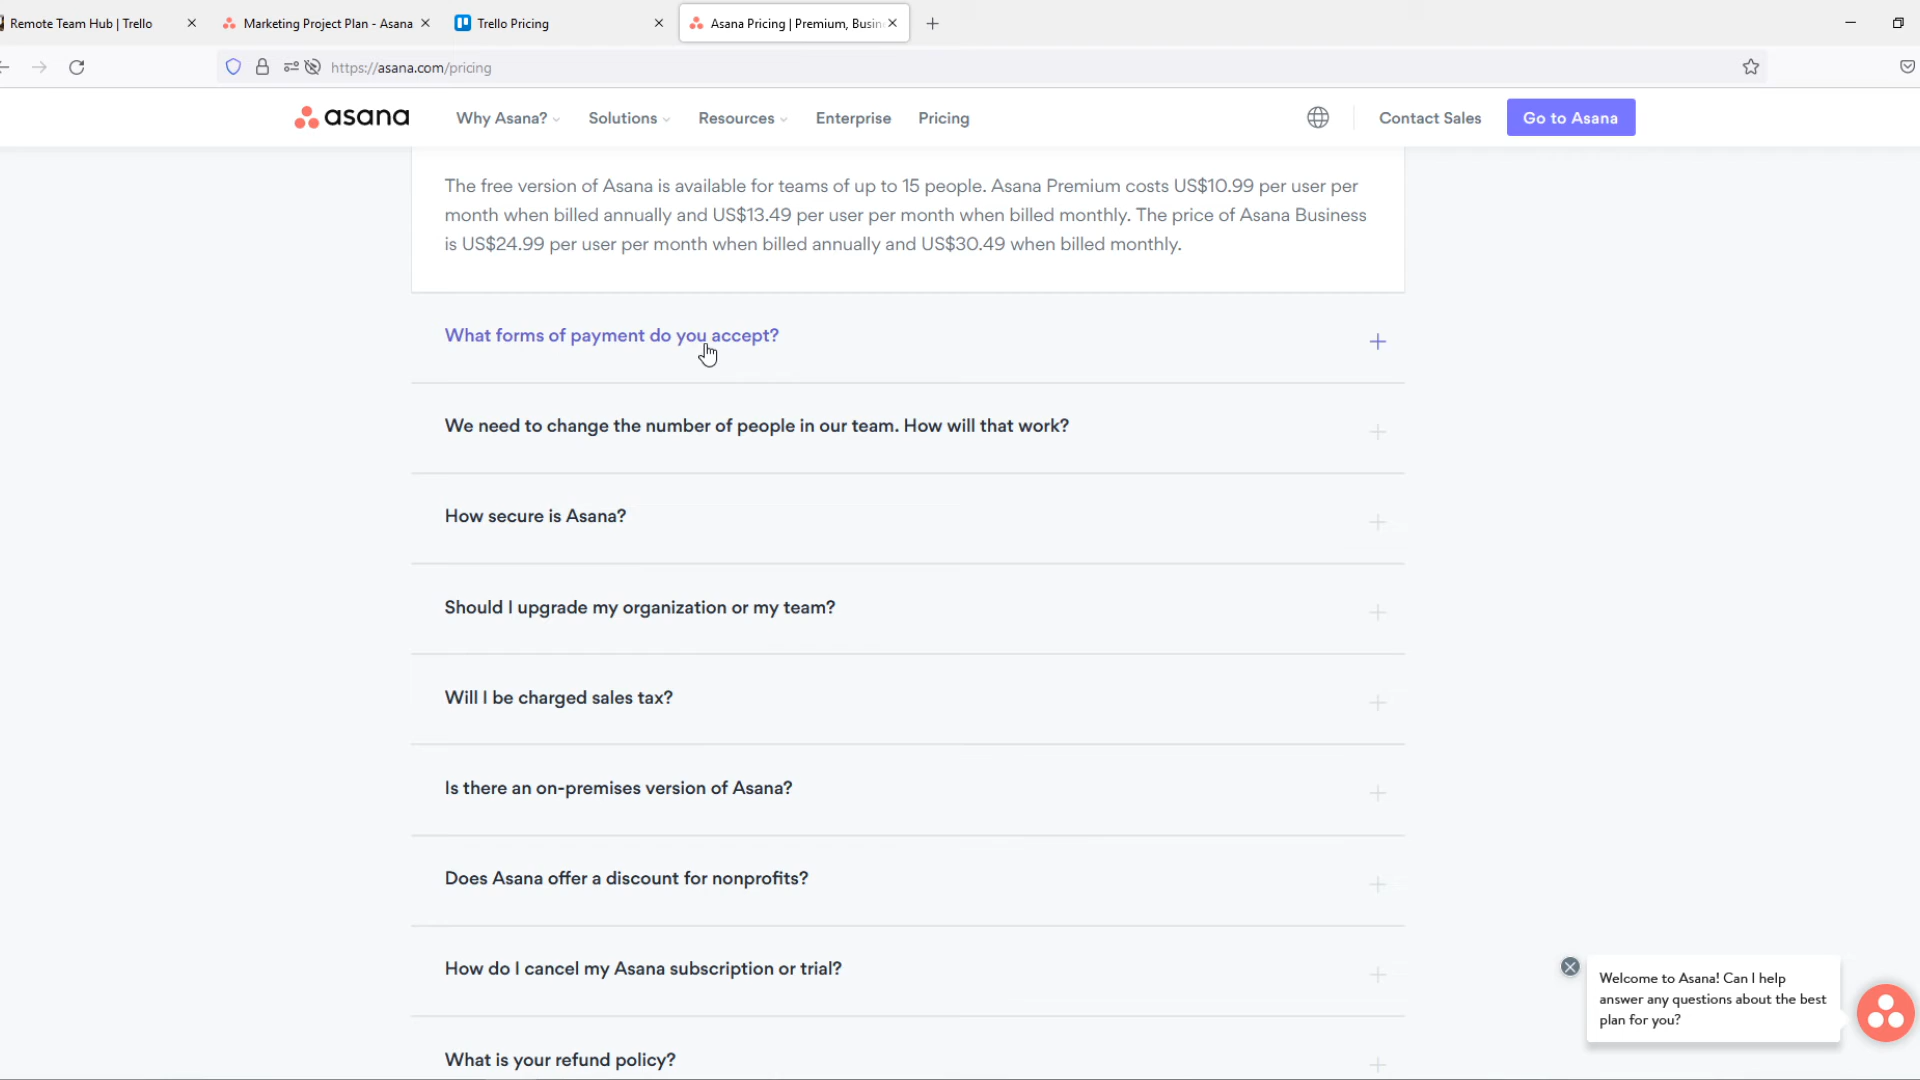 Remote Team Hub | Trello
Marketing Project Plan - Asana
Trello Pricing
Asana Pricing | Premium, Busin
https://asana.com/pricing
asana
Why Asana?
Solutions
Resources
Enterprise
Pricing
Contact Sales
Go to Asana
The free version of Asana is available for teams of up to 15 people. Asana Premium costs US$10.99 per user per
month when billed annually and US$13.49 per user per month when billed monthly. The price of Asana Business
is US$24.99 per user per month when billed annually and US$30.49 when billed monthly.
What forms of payment do you accept?
We need to change the number of people in our team. How will that work?
How secure is Asana?
Should I upgrade my organization or my team?
Will I be charged sales tax?
Is there an on-premises version of Asana?
Does Asana offer a discount for nonprofits?
How do I cancel my Asana subscription or trial?
What is your refund policy?
Welcome to Asana! Can I help
answer any questions about the best
plan for you?